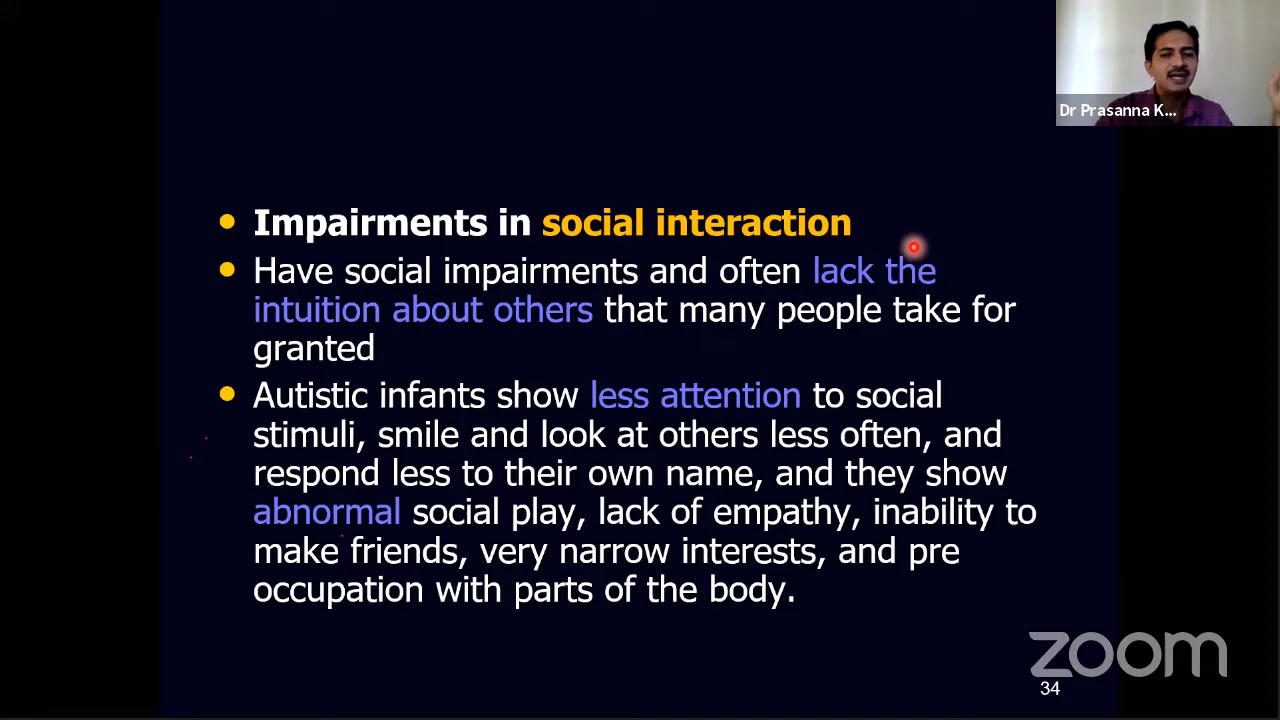 Dr Prasanna K...
Impairments in social interaction
Have social impairments and often lack the
intuition about others that many people take for
granted
Autistic infants show less attention to social
stimuli, smile and look at others less often, and
respond less to their own name, and they show
abnormal social play, lack of empathy, inability to
make friends, very narrow interests, and pre
occupation with parts of the body.
zoom
34